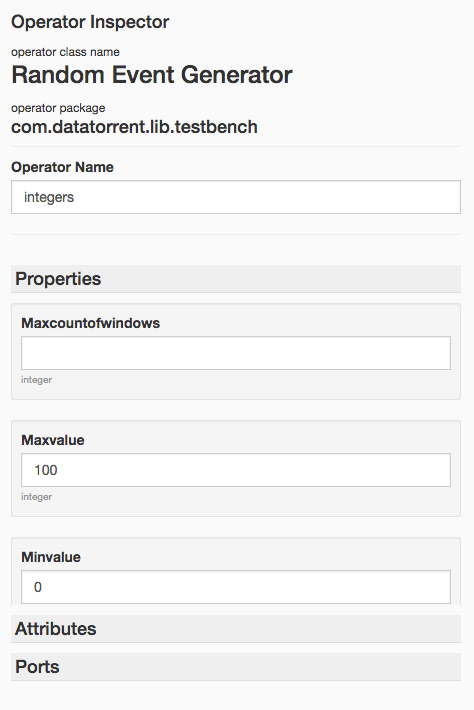 Operator Inspector
operator class name
Random Event Generator
operator package
com.datatorrent.lib.testbench
Operator Name
integers
Properties
Maxcountofwindows
integer
Maxvalue
100
integer
Minvalue
0
Attributes
Ports